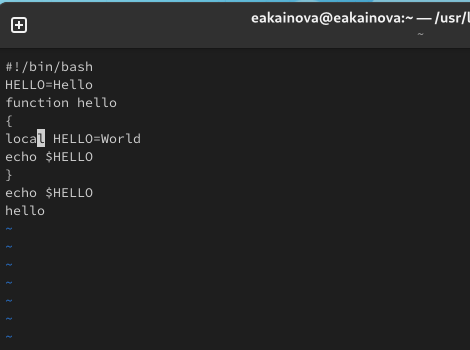 eakainova@eakainova:~ — /usr/l
~
#!/bin/bash
HELLO=Hello
function hello
{
local HELLO=World
echo $HELLO
}
echo $HELLO
hello
~
~
~
~
~
~
~